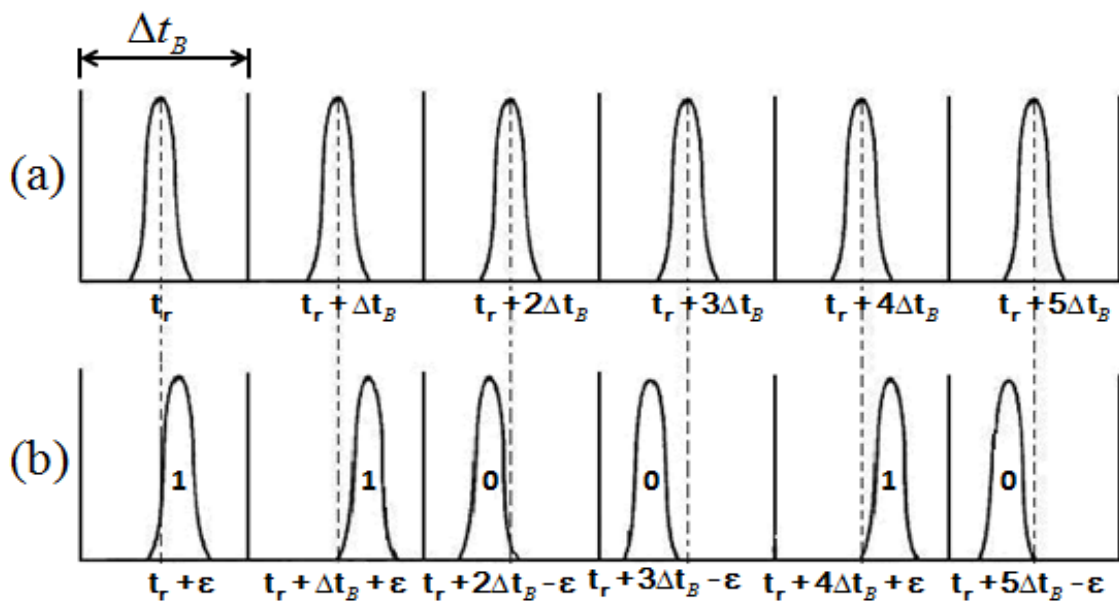 Δt_B
(a)
t_r t_r + Δt_B t_r + 2Δt_B t_r + 3Δt_B t_r + 4Δt_B t_r + 5Δt_B
(b)
1 1 0 0 1 0
t_r + ε t_r + Δt_B + ε t_r + 2Δt_B - ε t_r + 3Δt_B - ε t_r + 4Δt_B + ε t_r + 5Δt_B - ε